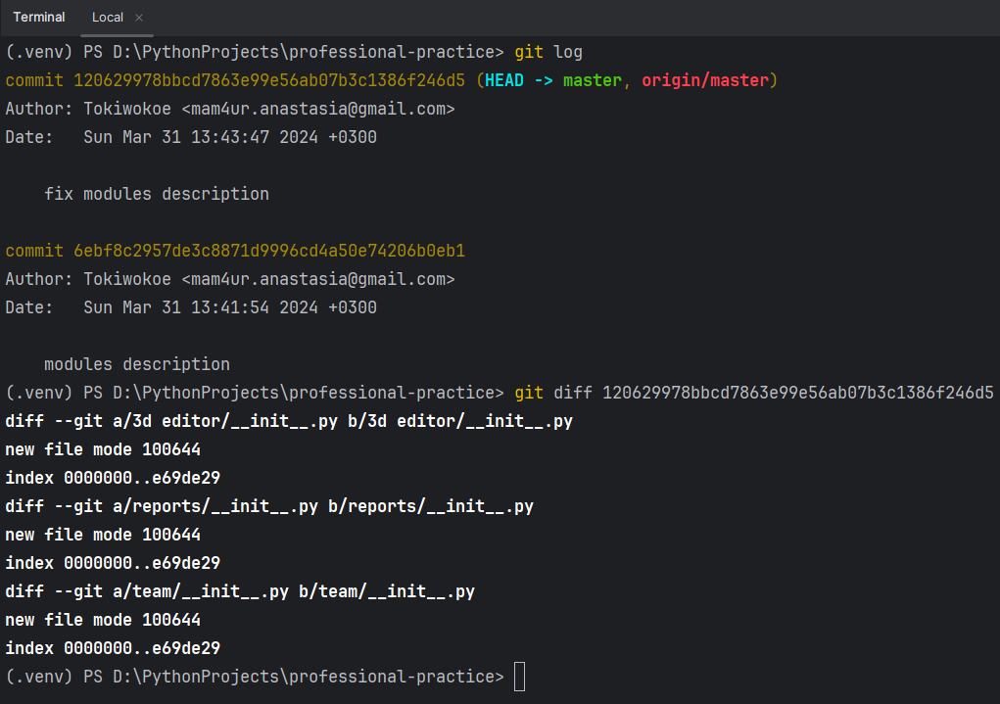 Terminal Local ×
(.venv) PS D:\PythonProjects\professional-practice> git log
commit 120629978bbcd7863e99e56ab07b3c1386f246d5 (HEAD -> master, origin/master)
Author: Tokiwokoe <mam4ur.anastasia@gmail.com>
Date:   Sun Mar 31 13:43:47 2024 +0300
    fix modules description
commit 6ebf8c2957de3c8871d9996cd4a50e74206b0eb1
Author: Tokiwokoe <mam4ur.anastasia@gmail.com>
Date:   Sun Mar 31 13:41:54 2024 +0300
    modules description
(.venv) PS D:\PythonProjects\professional-practice> git diff 120629978bbcd7863e99e56ab07b3c1386f246d5
diff --git a/3d editor/__init__.py b/3d editor/__init__.py
new file mode 100644
index 0000000..e69de29
diff --git a/reports/__init__.py b/reports/__init__.py
new file mode 100644
index 0000000..e69de29
diff --git a/team/__init__.py b/team/__init__.py
new file mode 100644
index 0000000..e69de29
(.venv) PS D:\PythonProjects\professional-practice>